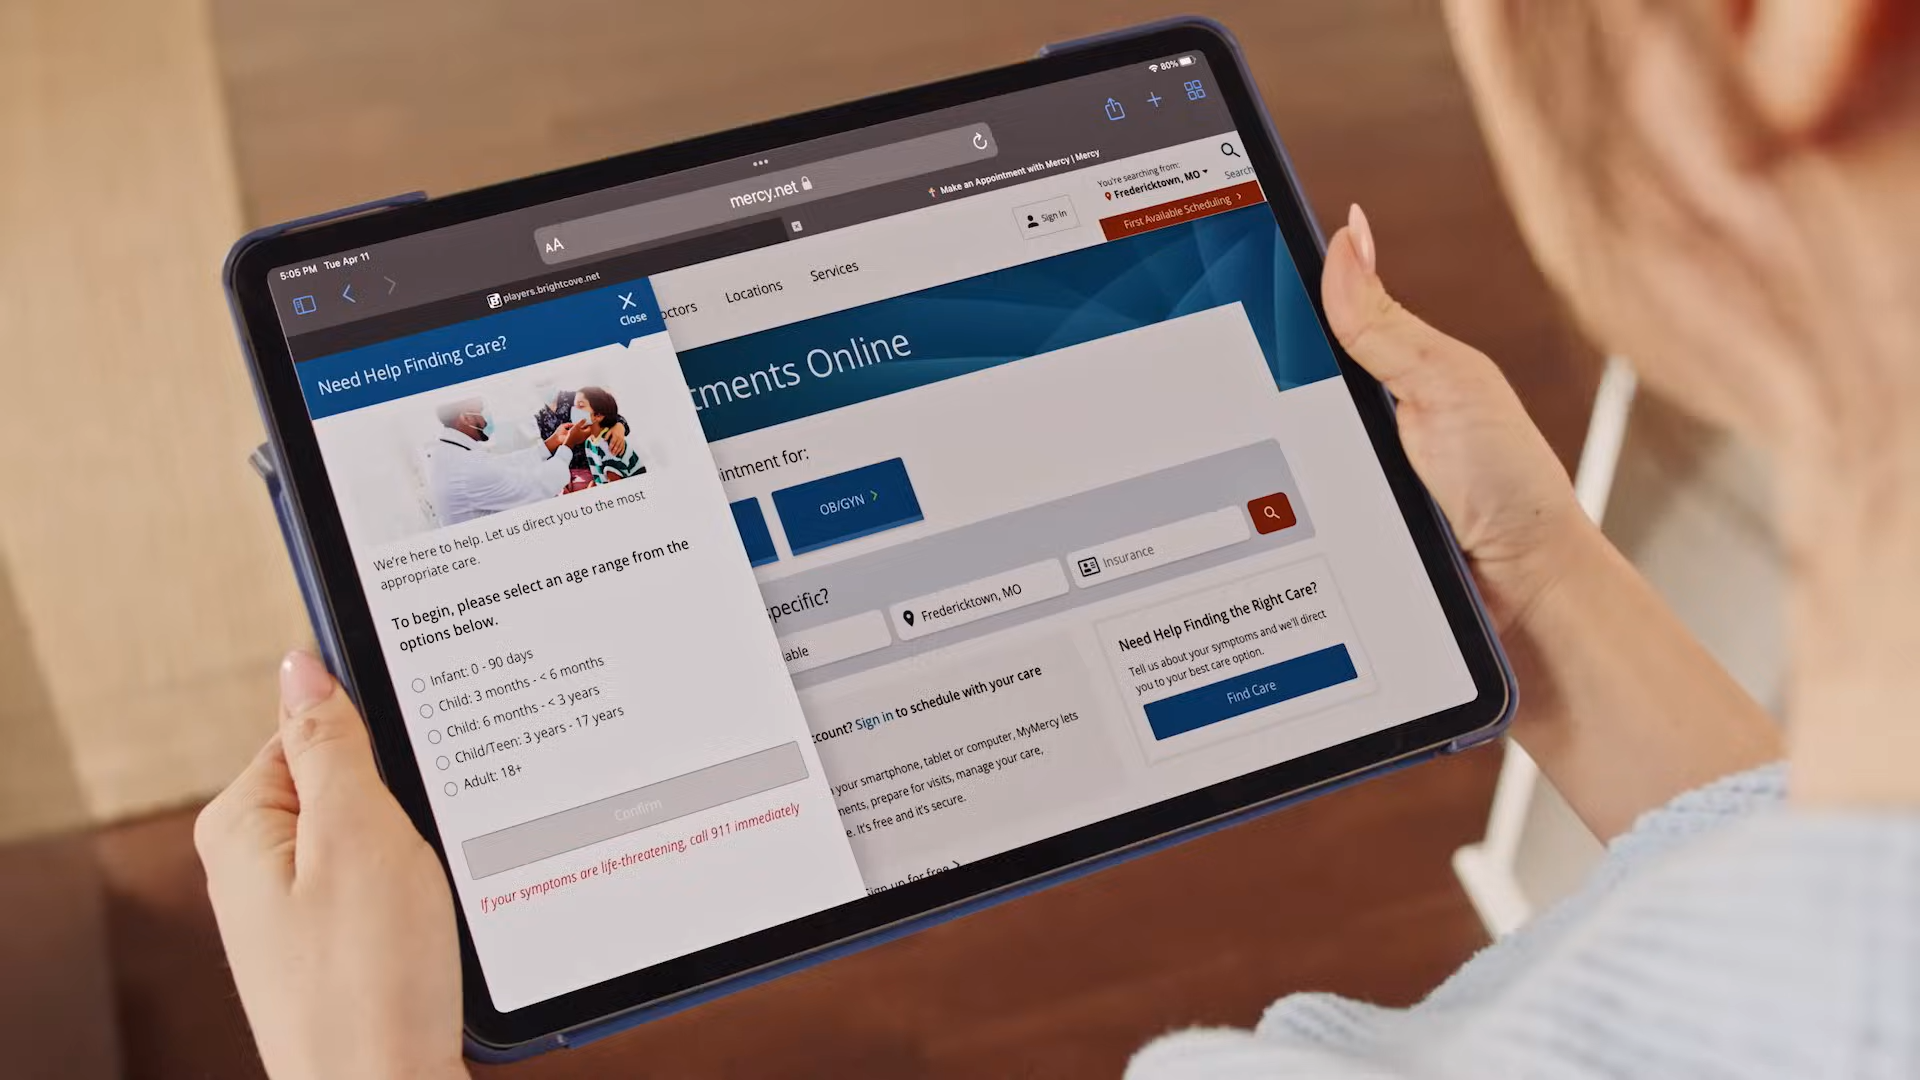 5:05 PM Tue Apr 11
80%
AA
mercy.net
players.brightcove.net
Make an Appointment with Mercy | Mercy
Need Help Finding Care?
Close
We're here to help. Let us direct you to the most
appropriate care.
To begin, please select an age range from the
options below.
Infant: 0 - 90 days
Child: 3 months - < 6 months
Child: 6 months - < 3 years
Child/Teen: 3 years - 17 years
Adult: 18+
Confirm
If your symptoms are life-threatening, call 911 immediately
Sign In
You're searching from:
Fredericktown, MO
Search
First Available Scheduling
octors
Locations
Services
tments Online
intment for:
OB/GYN
pecific?
able
Fredericktown, MO
Insurance
count? Sign in to schedule with your care
your smartphone, tablet or computer, MyMercy lets
ments, prepare for visits, manage your care,
e. It's free and it's secure.
Sign up for free
Need Help Finding the Right Care?
Tell us about your symptoms and we'll direct
you to your best care option.
Find Care